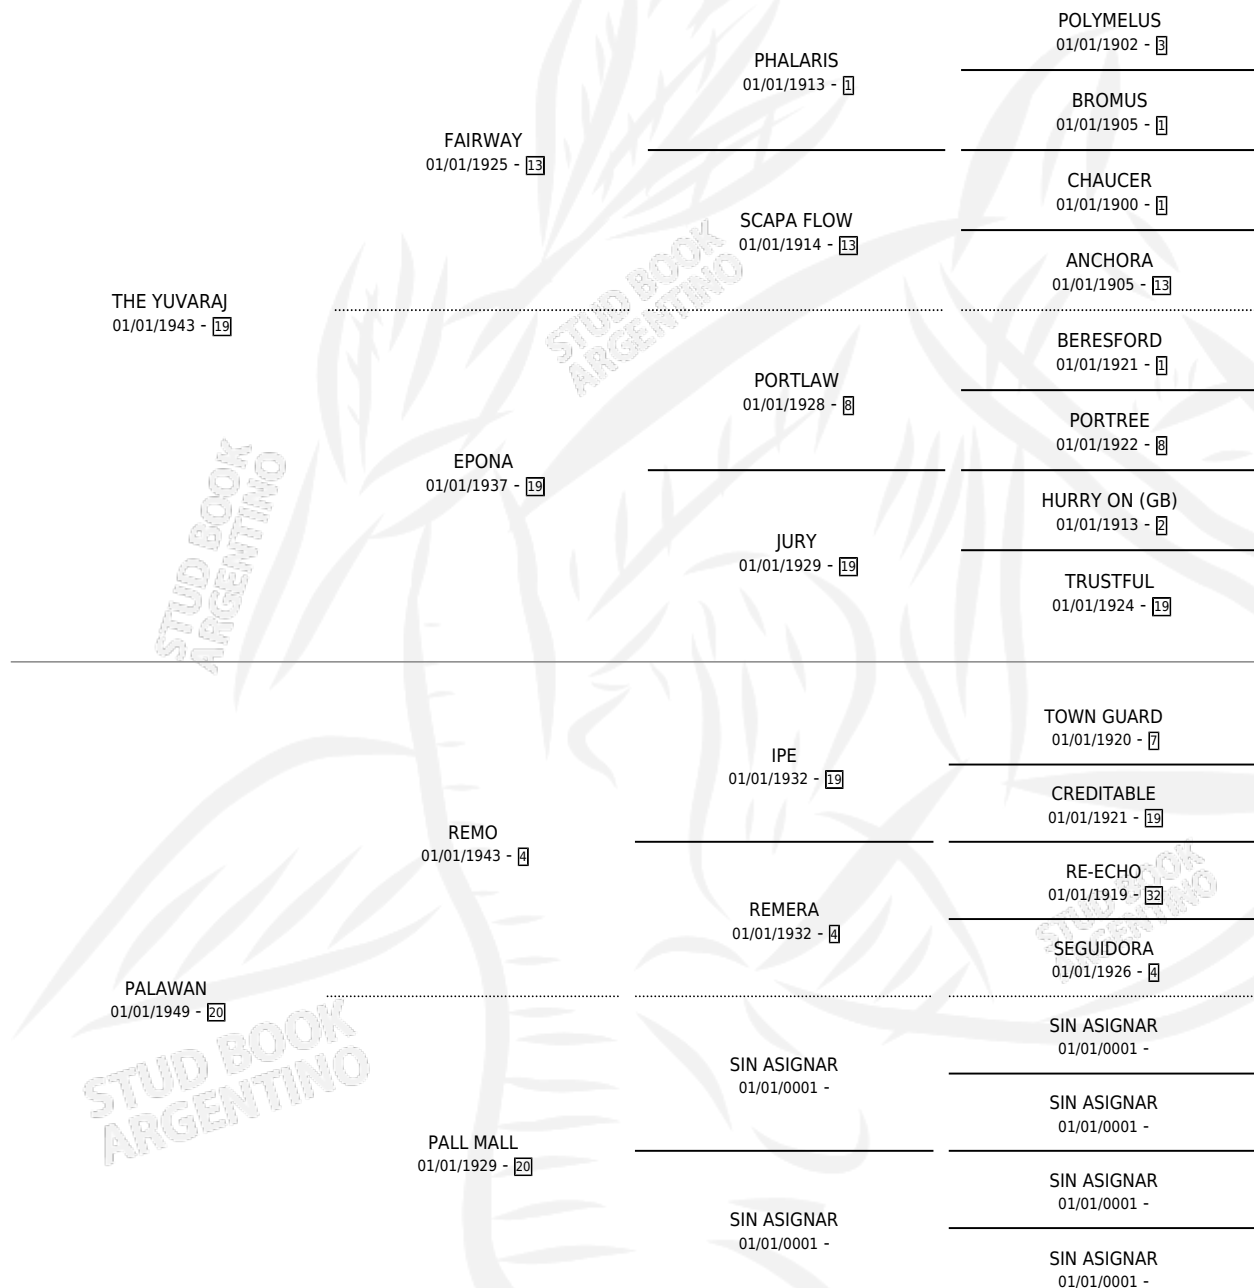 POLYMELUS
01/01/1902 - 3
PHALARIS
01/01/1913 - 1
BROMUS
01/01/1905 - 1
FAIRWAY
01/01/1925 - 13
CHAUCER
01/01/1900 - 1
SCAPA FLOW
01/01/1914 - 13
ANCHORA
01/01/1905 - 13
THE YUVARAJ
01/01/1943 - 19
BERESFORD
01/01/1921 - 1
PORTLAW
01/01/1928 - 8
PORTREE
01/01/1922 - 8
EPONA
01/01/1937 - 19
HURRY ON (GB)
01/01/1913 - 2
JURY
01/01/1929 - 19
TRUSTFUL
01/01/1924 - 19
TOWN GUARD
01/01/1920 - 7
IPE
01/01/1932 - 19
CREDITABLE
01/01/1921 - 19
REMO
01/01/1943 - 4
RE-ECHO
01/01/1919 - 32
REMERA
01/01/1932 - 4
SEGUIDORA
01/01/1926 - 4
PALAWAN
01/01/1949 - 20
SIN ASIGNAR
01/01/0001 -
SIN ASIGNAR
01/01/0001 -
SIN ASIGNAR
01/01/0001 -
PALL MALL
01/01/1929 - 20
SIN ASIGNAR
01/01/0001 -
SIN ASIGNAR
01/01/0001 -
SIN ASIGNAR
01/01/0001 -
STUD BOOK
ARGENTINO
STUD BOOK
ARGENTINO
STUD BOOK
ARGENTINO
STUD BOOK
ARGENTINO